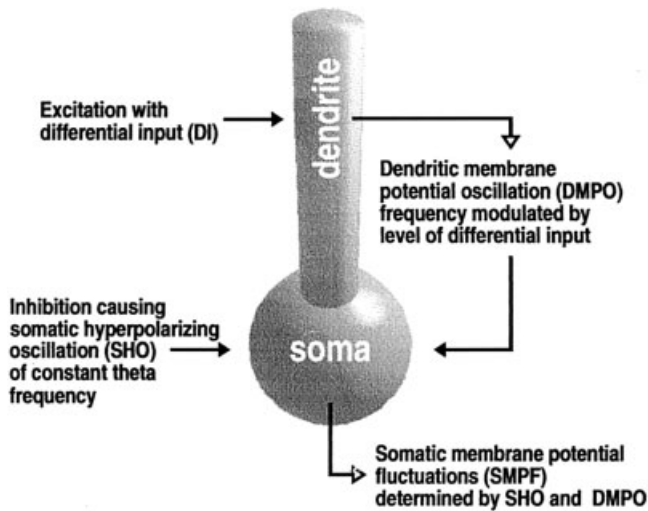 dendrite
Excitation with
differential input (DI)
Dendritic membrane
potential oscillation (DMPO)
frequency modulated by
level of differential input
Inhibition causing
somatic hyperpolarizing
oscillation (SHO)
of constant theta
frequency
soma
Somatic membrane potential
fluctuations (SMPF)
determined by SHO and DMPO